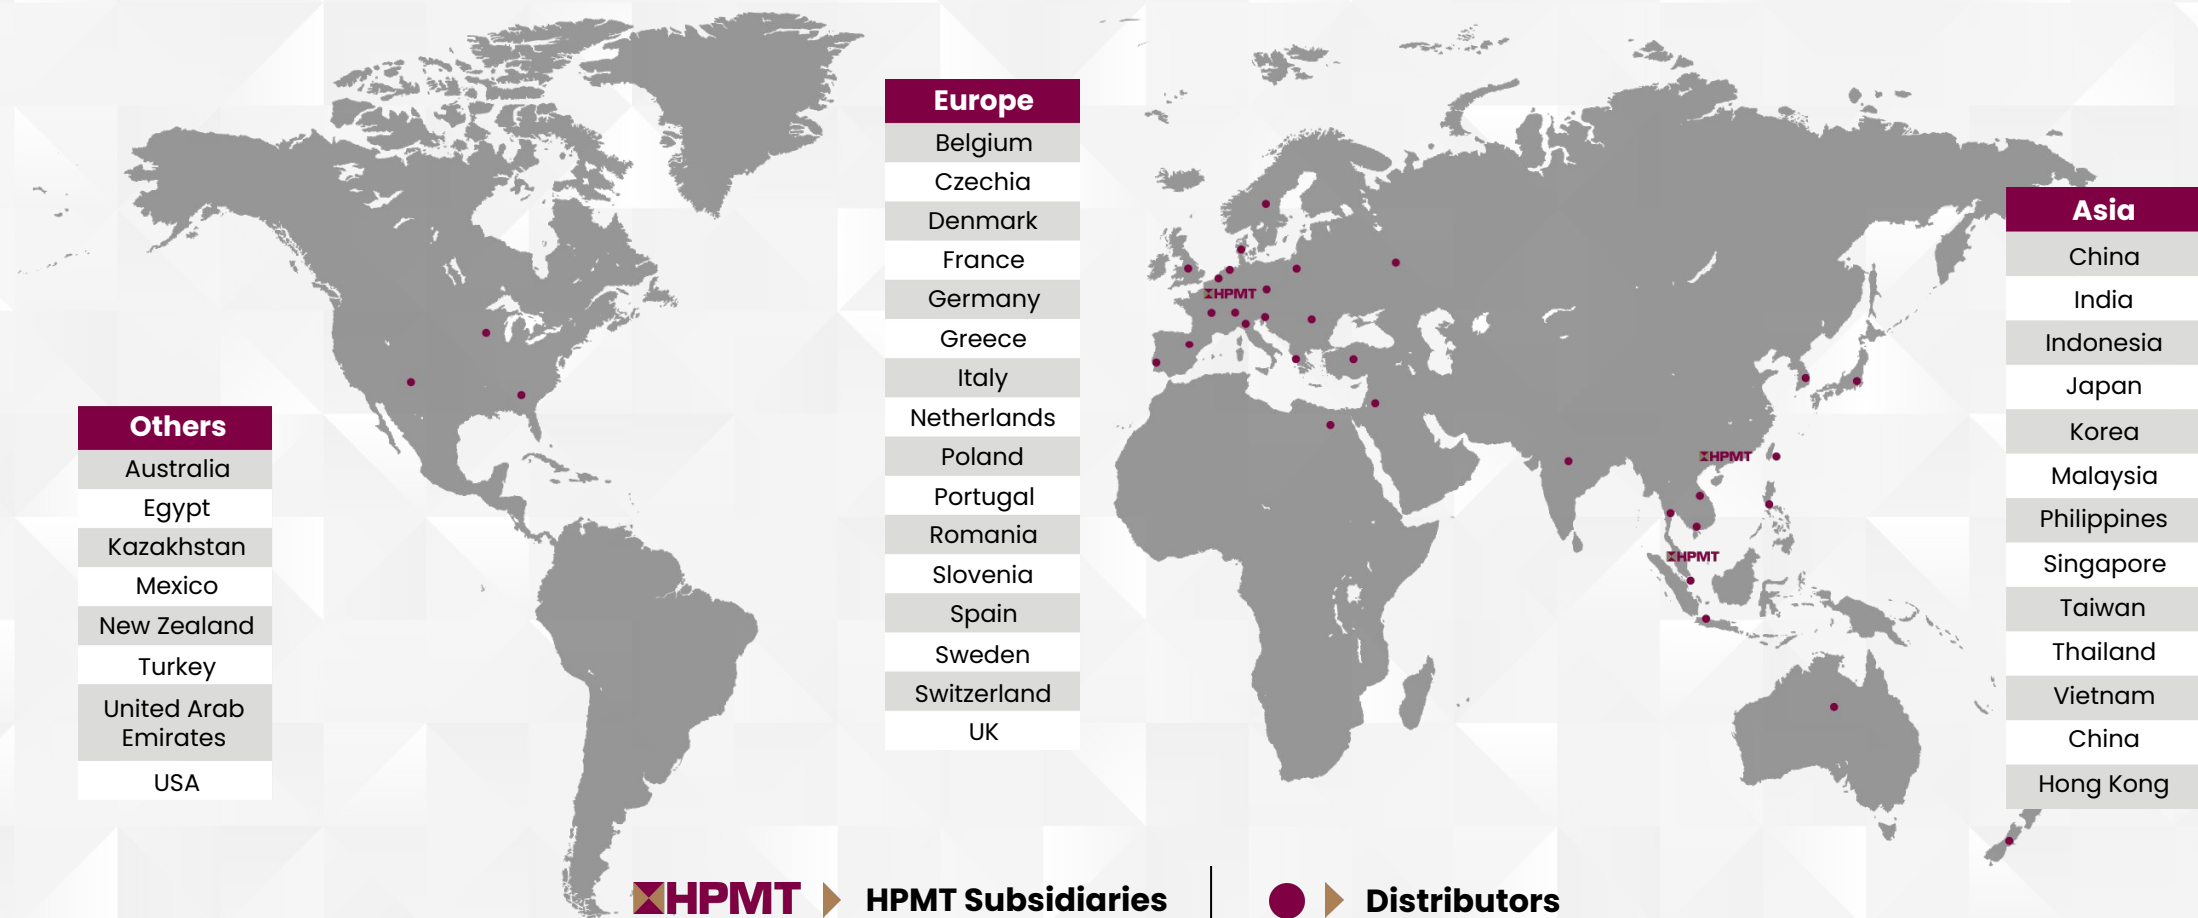 Europe
Belgium
Czechia
Denmark
France
Germany
Greece
Italy
Netherlands
Poland
Portugal
Romania
Slovenia
Spain
Sweden
Switzerland
UK
Asia
China
India
Indonesia
Japan
Korea
Malaysia
Philippines
Singapore
Taiwan
Thailand
Vietnam
China
Hong Kong
Others
Australia
Egypt
Kazakhstan
Mexico
New Zealand
Turkey
United Arab
Emirates
USA
HPMT
HPMT
HPMT
HPMT HPMT Subsidiaries
Distributors